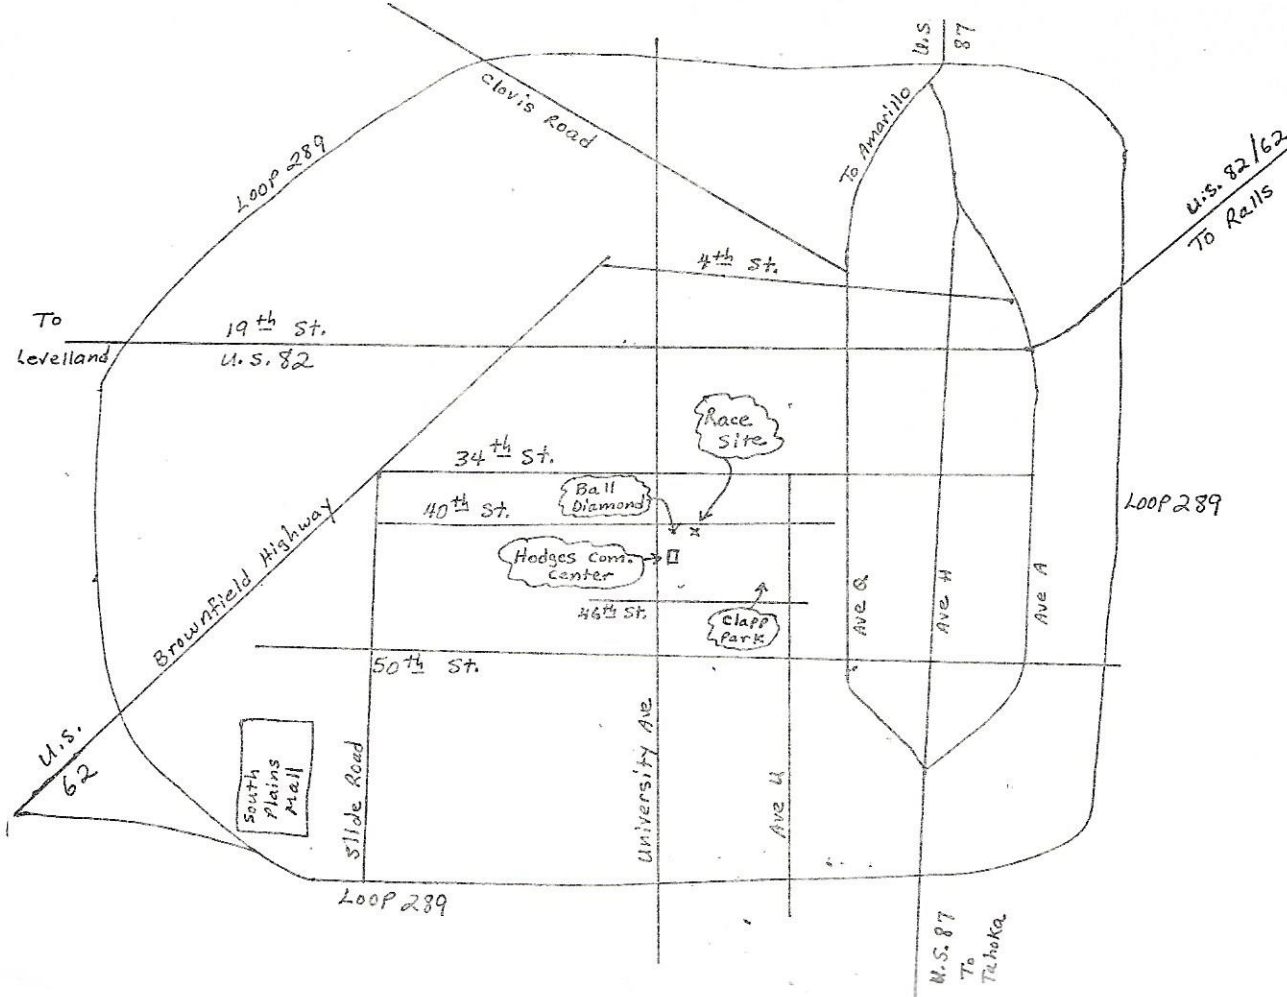 U.S.
87
Clovis Road
To Amarillo
LOOP 289
U.S. 82/62
To Ralls
4th St.
To
Levelland
19th St.
U.S. 82
Race
Site
34th St.
Ball
Diamond
40th St.
LOOP 289
Hodges Com.
Center
Brownfield Highway
46th St.
Clapp
Park
Ave Q
Ave H
Ave A
50th St.
U.S.
62
South
Plains
Mall
Slide Road
University Ave
Ave U
LOOP 289
U.S. 87
To
Tahoka